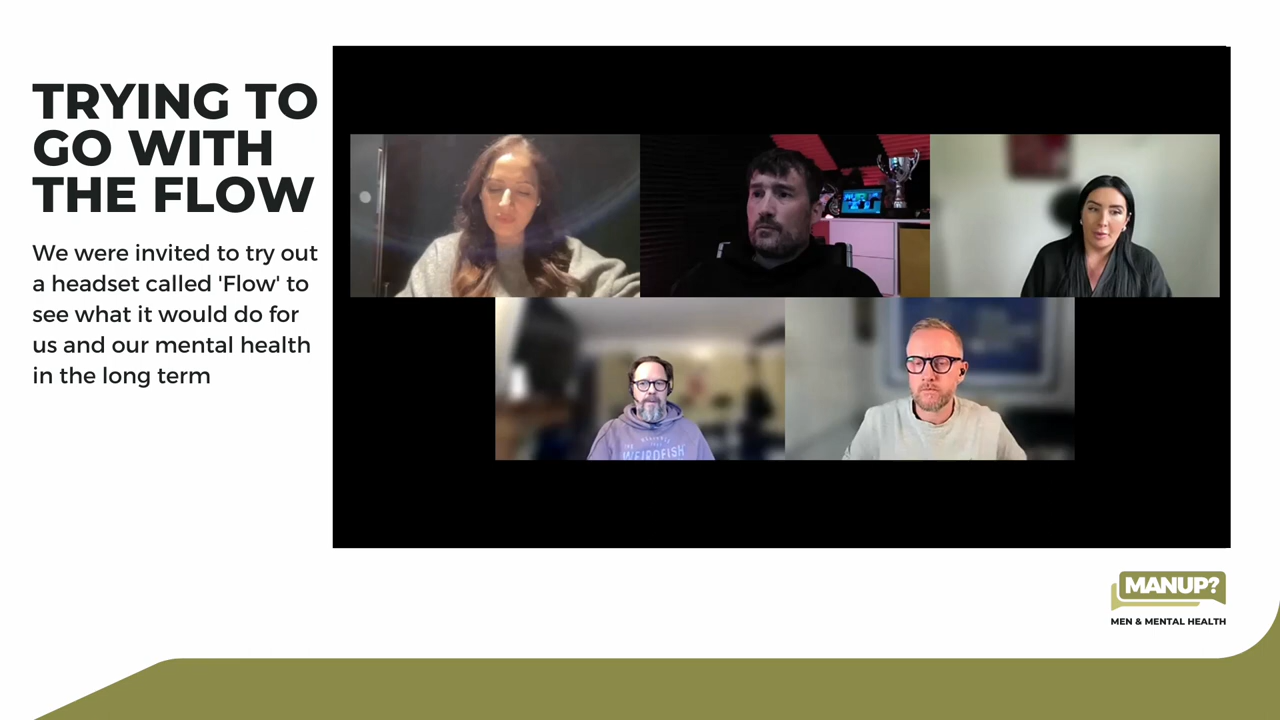 TRYING TO
GO WITH
THE FLOW
We were invited to try out
a headset called 'Flow' to
see what it would do for
us and our mental health
in the long term
WEIRDFISH
MANUP?
MEN & MENTAL HEALTH